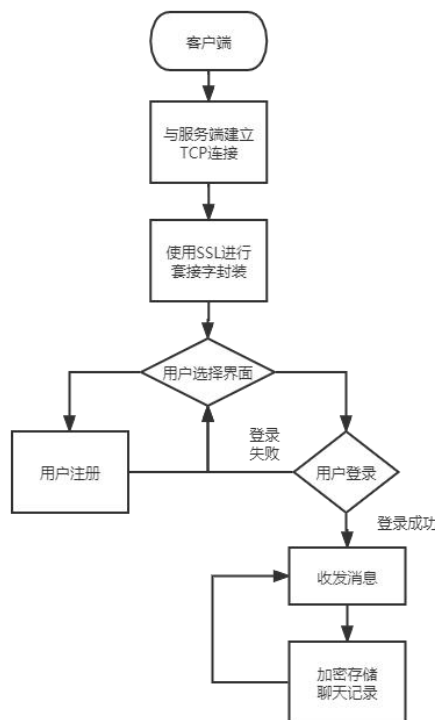 客户端
与服务端建立
TCP连接
使用SSL进行
套接字封装
用户选择界面
登录
失败
用户注册
用户登录
登录成功
收发消息
加密存储
聊天记录